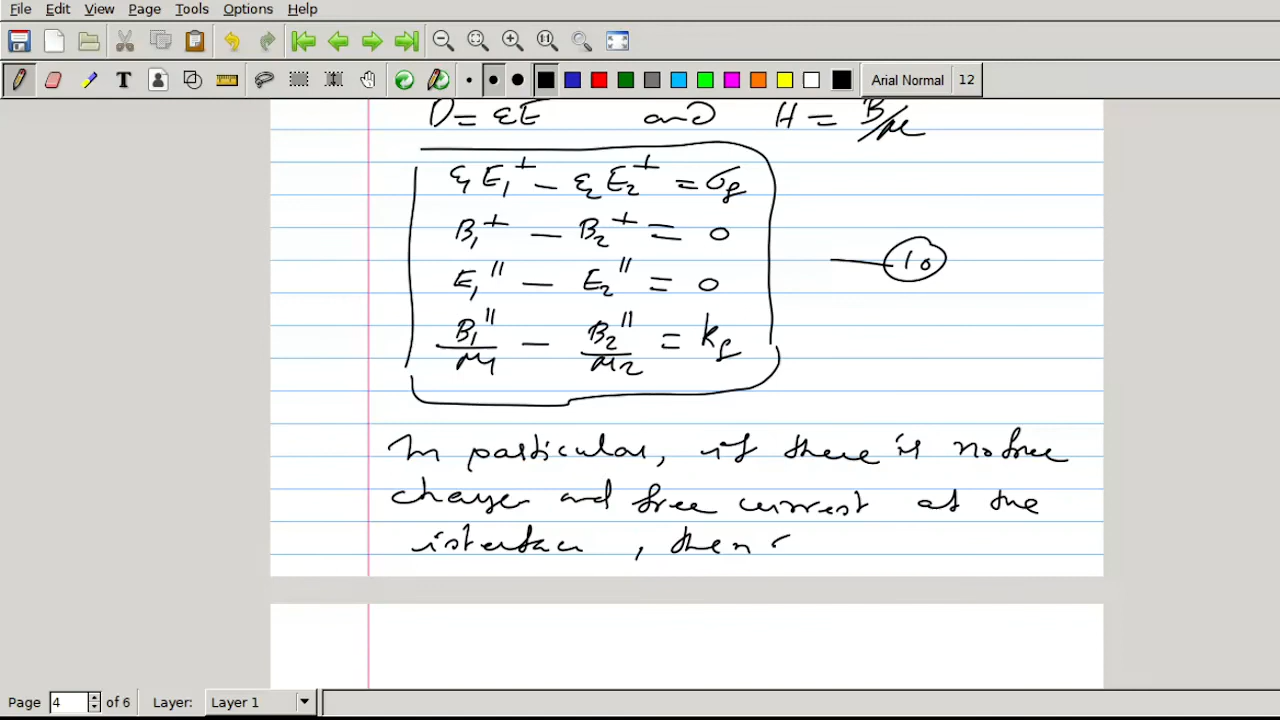 File Edit View Page Tools Options Help
Arial Normal 12
D = εE and H = B/μ
ε₁E₁^⊥ − ε₂E₂^⊥ = σ_f
B₁^⊥ − B₂^⊥ = 0
E₁^∥ − E₂^∥ = 0
B₁^∥/μ₁ − B₂^∥/μ₂ = k_f
10
In particular, if there is no free
charge and free current at the
interface, then
Page 4 of 6 Layer: Layer 1